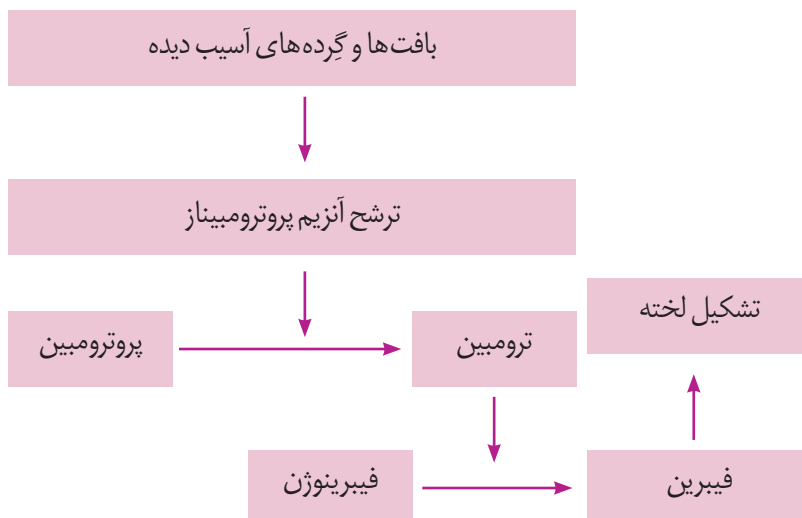 بافت‌ها و گِرده‌های آسیب دیده
ترشح آنزیم پروترومبیناز
تشکیل لخته
پروترومبین
ترومبین
فیبرینوژن
فیبرین